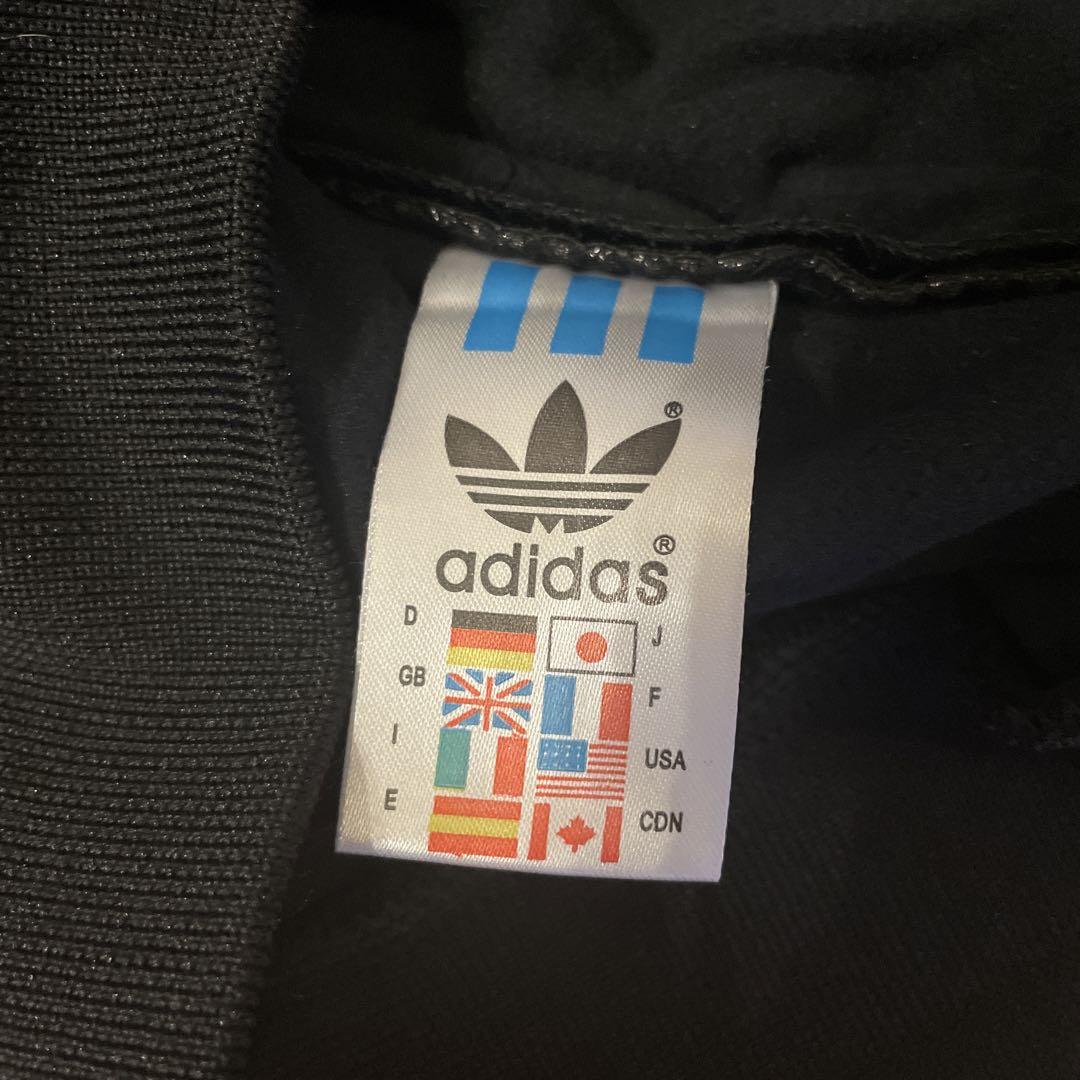 ®
adidas®
D J
GB F
I USA
E CDN